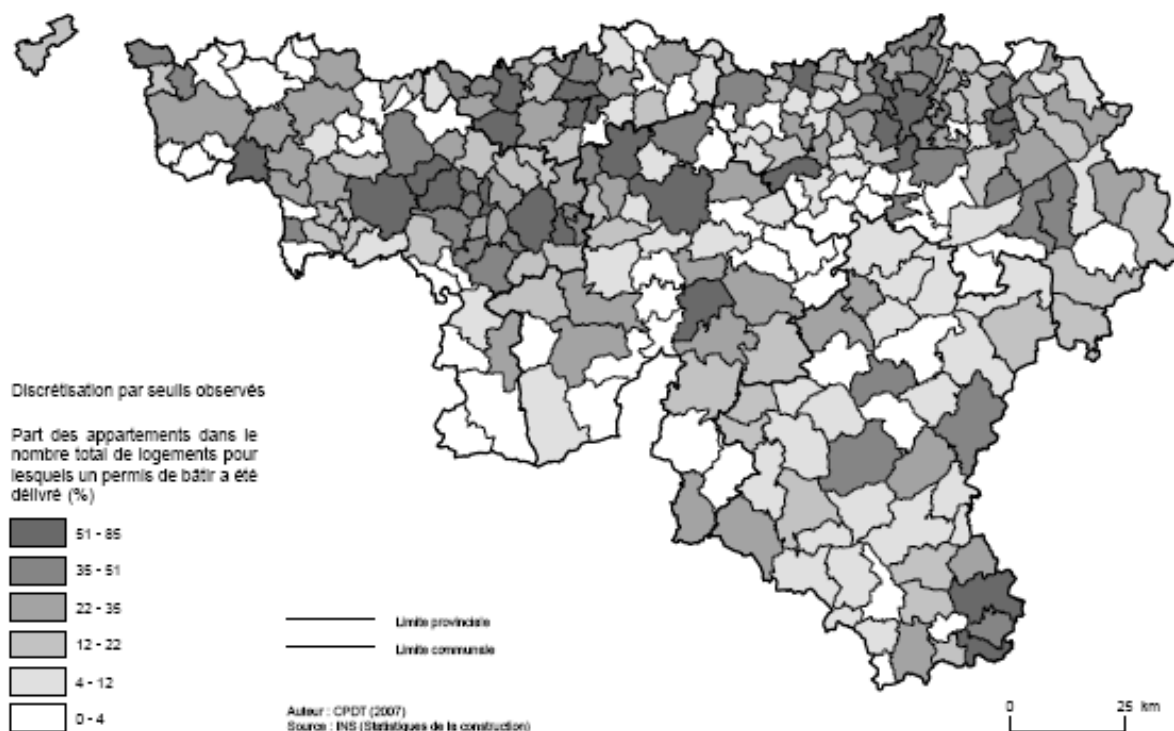 Discrétisation par seuils observés
Part des appartements dans le
nombre total de logements pour
lesquels un permis de bâtir a été
délivré (%)
51 - 85
35 - 51
22 - 35
12 - 22
4 - 12
0 - 4
Limite provinciale
Limite communale
Auteur : CPDT (2007)
Source : INS (Statistiques de la construction)
0 25 km